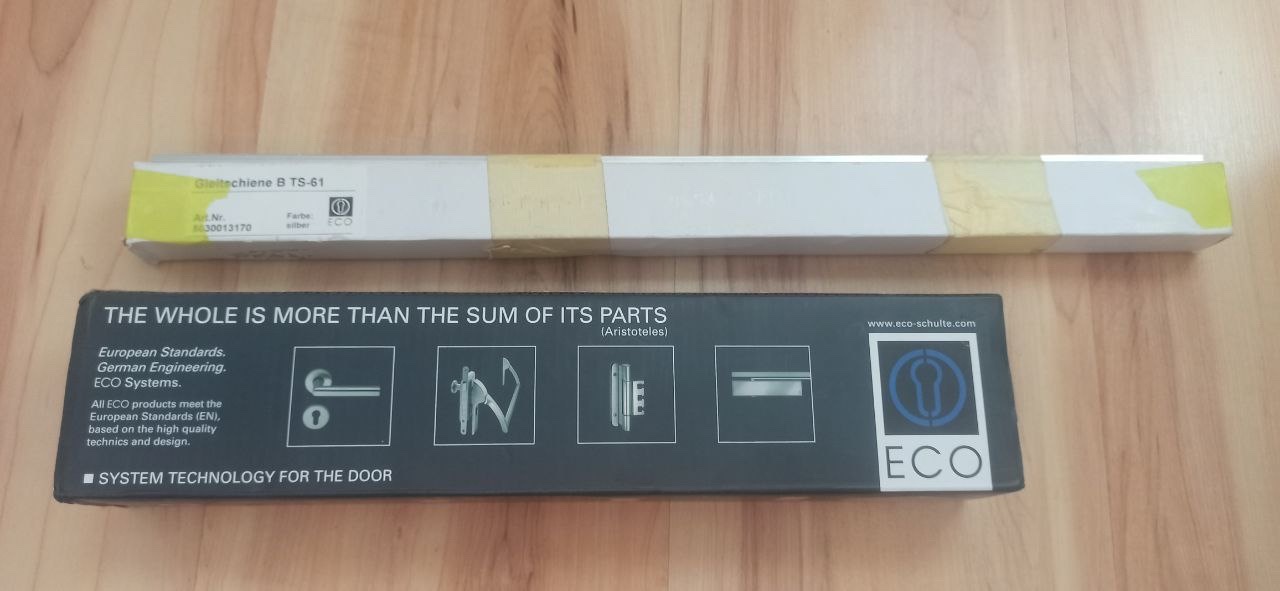 Gleitschiene B TS-61
Art.Nr.
Farbe:
silber
ECO
THE WHOLE IS MORE THAN THE SUM OF ITS PARTS
(Aristoteles)
www.eco-schulte.com
European Standards.
German Engineering.
ECO Systems.
All ECO products meet the
European Standards (EN),
based on the high quality
technics and design.
ECO
■ SYSTEM TECHNOLOGY FOR THE DOOR